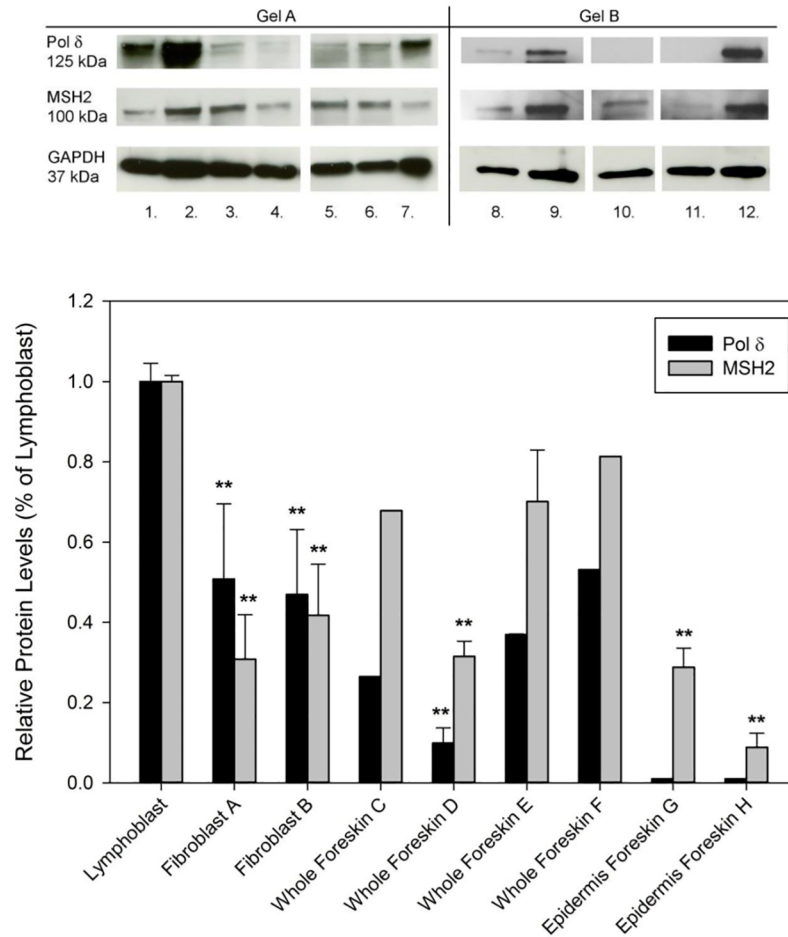 Gel A Gel B
Pol δ
125 kDa
MSH2
100 kDa
GAPDH
37 kDa
1. 2. 3. 4. 5. 6. 7. 8. 9. 10. 11. 12.
Relative Protein Levels (% of Lymphoblast)
1.2
1.0
0.8
0.6
0.4
0.2
0.0
Pol δ
MSH2
**
**
**
**
**
**
**
**
Lymphoblast
Fibroblast A
Fibroblast B
Whole Foreskin C
Whole Foreskin D
Whole Foreskin E
Whole Foreskin F
Epidermis Foreskin G
Epidermis Foreskin H